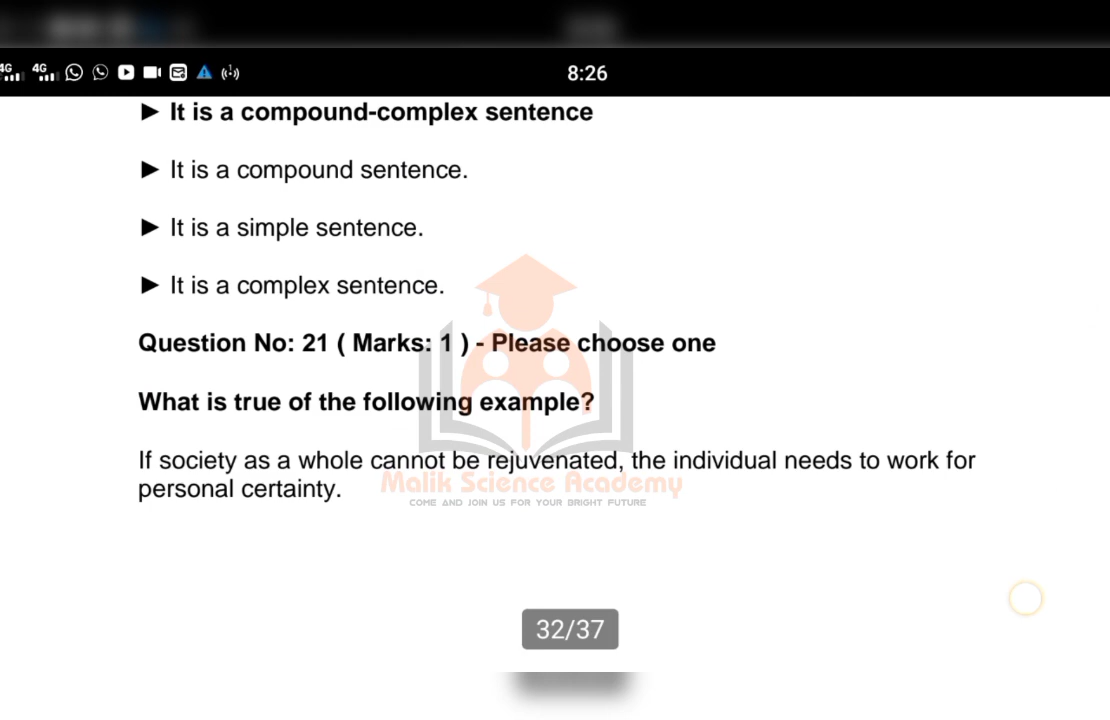 4G 4G 8:26
► It is a compound-complex sentence
► It is a compound sentence.
► It is a simple sentence.
► It is a complex sentence.
Question No: 21 ( Marks: 1 ) - Please choose one
What is true of the following example?
If society as a whole cannot be rejuvenated, the individual needs to work for
personal certainty.
Malik Science Academy
COME AND JOIN US FOR YOUR BRIGHT FUTURE
32/37